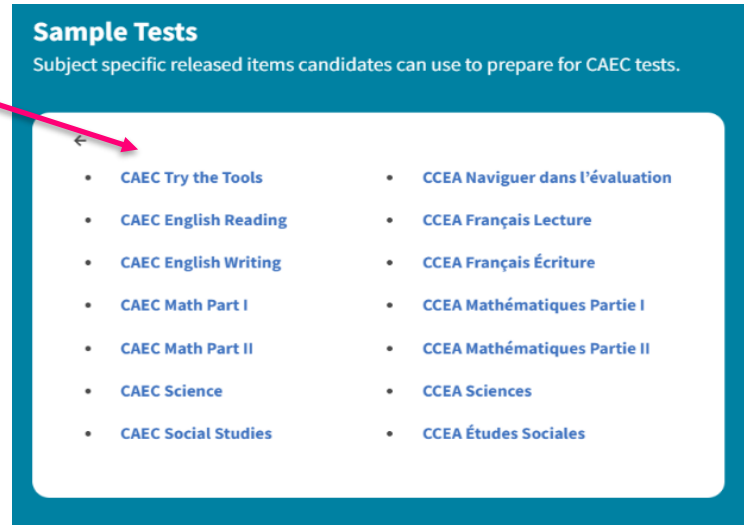 Sample Tests
Subject specific released items candidates can use to prepare for CAEC tests.
←
• CAEC Try the Tools
• CAEC English Reading
• CAEC English Writing
• CAEC Math Part I
• CAEC Math Part II
• CAEC Science
• CAEC Social Studies
• CCEA Naviguer dans l’évaluation
• CCEA Français Lecture
• CCEA Français Écriture
• CCEA Mathématiques Partie I
• CCEA Mathématiques Partie II
• CCEA Sciences
• CCEA Études Sociales